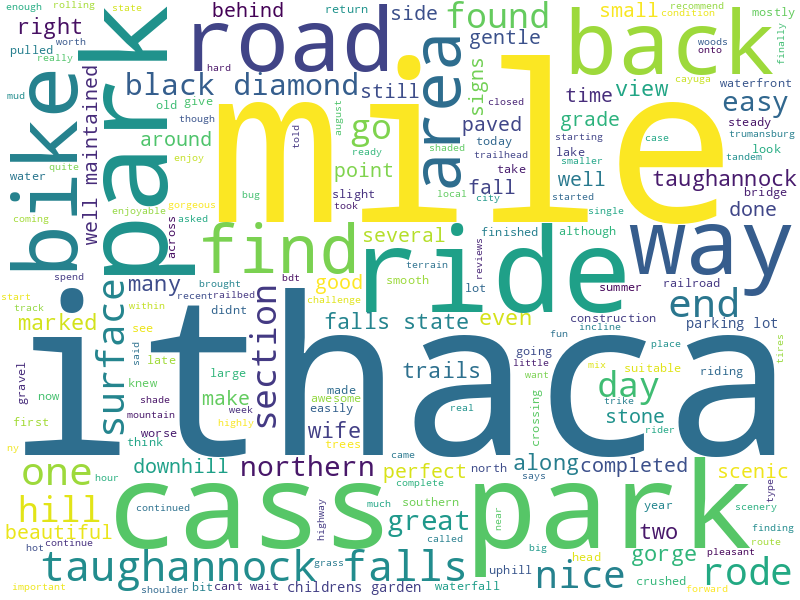 enough rolling state
behind
return
side
found
small
condition
recommend
mostly
right
road
back
gentle
pulled
really
worth
hard
woods
onto
finally
mud
bike
park
black diamond
still
area
signs
view
waterfront
closed
cayuga
time
easy
well maintained
old give
though
told
august
mile
go
paved
grade
steady
around
today
starting
case
trumansburg
water
enjoy
ready
shaded
trailhead
lake
smaller
look
quite
point
take
well
tandem
bug
local
fall
started
taughannock
coming
enjoyable
gorgeous
slight
city
single
bridge
asked
took
done
across
find
several
finished
although
way
spend
ride
reviews
terrain
smooth
lot
summer
railroad
start
track
within
many
recent
railbed
brought
bdt
good
challenge
end
surface
didnt
construction
parking lot
marked
see
section
falls state
even
fun
incline
said
late
ithaca
going
little
place
gravel
knew
large
trails
want
mix
suitable
riding
tires
now
shade
make
easily
made
awesome
crossing
trike
day
first
mountain
week
wife
real
rider
stone
ny
worse
highly
trees
think
hour
one
downhill
northern
came
perfect
north
says
along
completed
scenic
complete
hill
continued
cass park
southern
much
near
year
scenery
type
beautiful
highway
great
called
two
finding
route
hot
continue
grass
big
head
gorge
pleasant
taughannock falls
uphill
nice
crushed
rode
important
shoulder
bit
cant wait
childrens garden
waterfall
forward